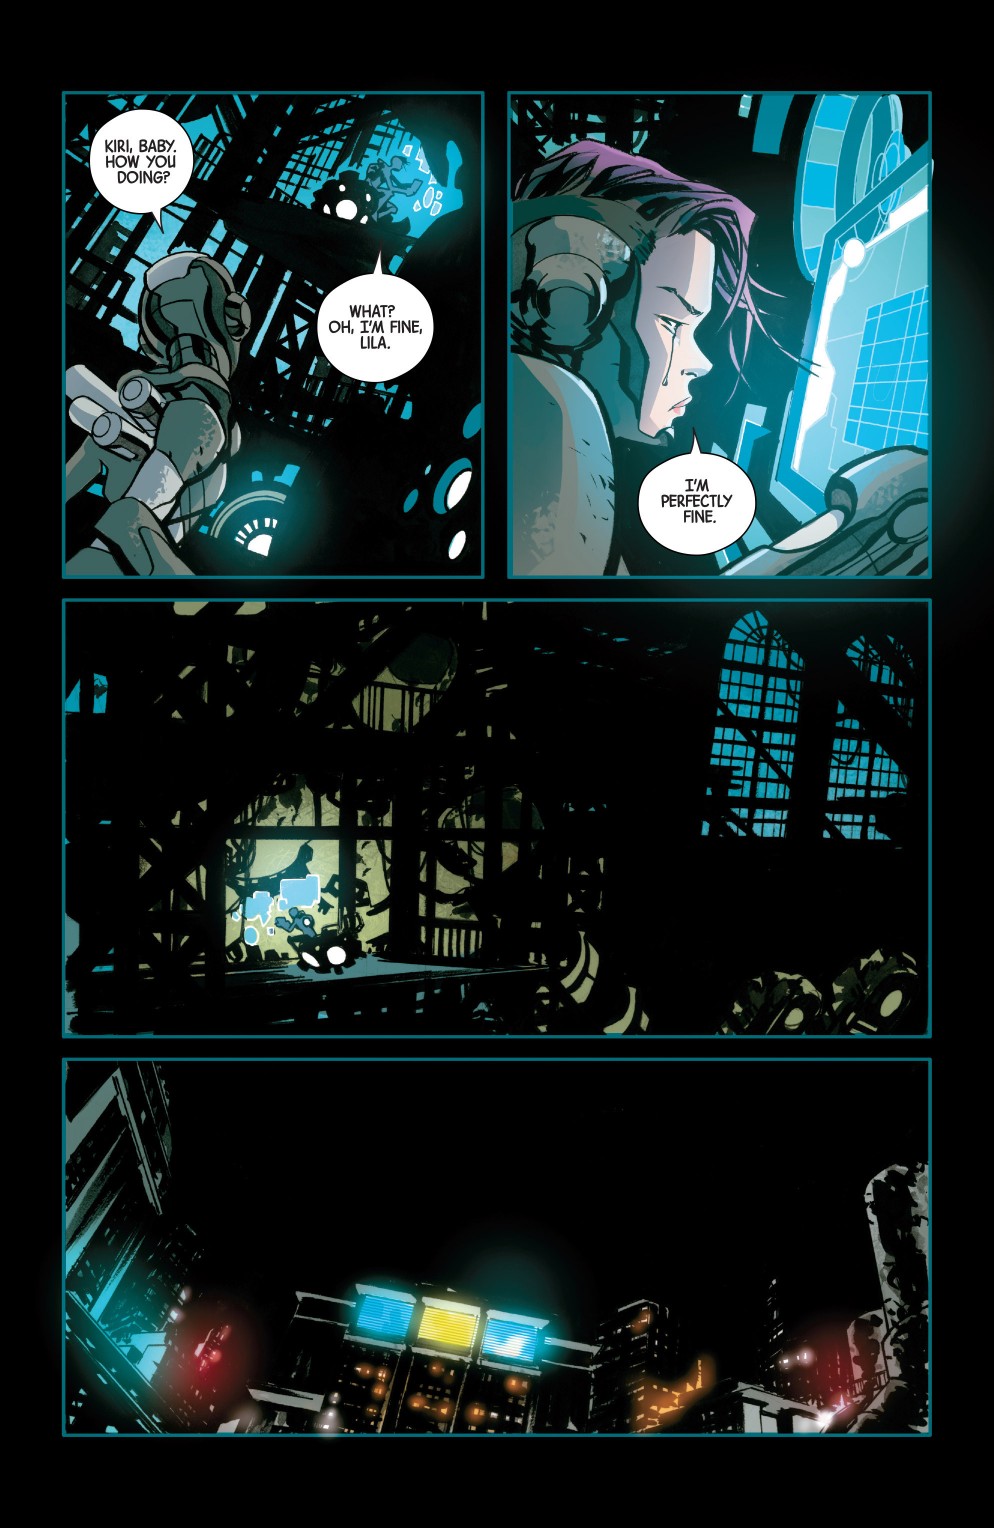 KIRI, BABY.
HOW YOU
DOING?
WHAT?
OH, I'M FINE,
LILA.
I'M
PERFECTLY
FINE.